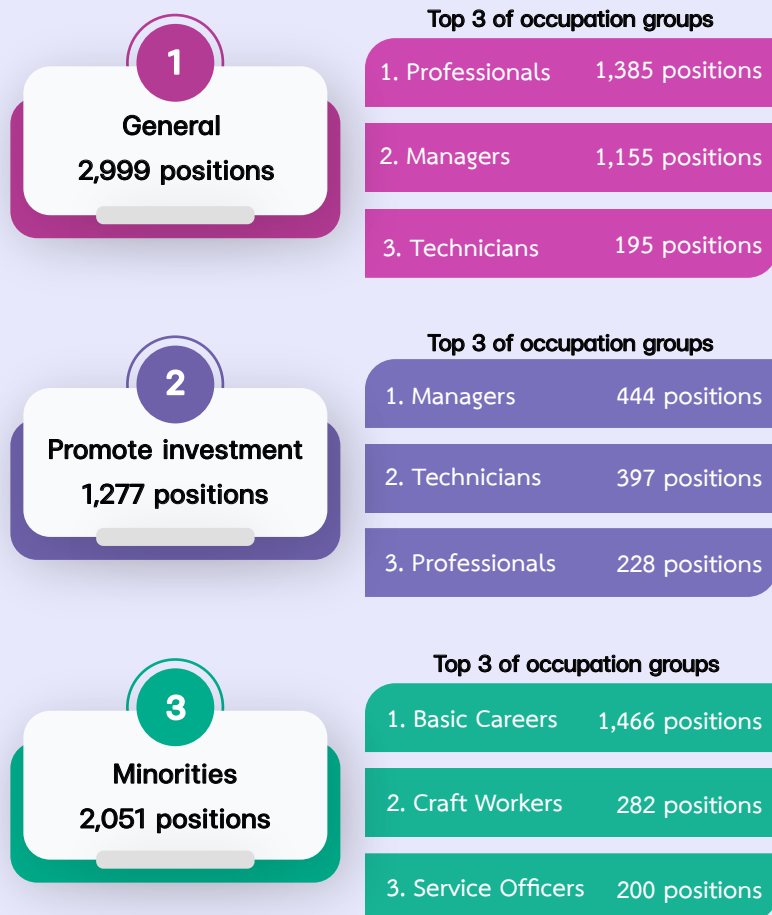 1
General
2,999 positions
Top 3 of occupation groups
1. Professionals 1,385 positions
2. Managers 1,155 positions
3. Technicians 195 positions
2
Promote investment
1,277 positions
Top 3 of occupation groups
1. Managers 444 positions
2. Technicians 397 positions
3. Professionals 228 positions
3
Minorities
2,051 positions
Top 3 of occupation groups
1. Basic Careers 1,466 positions
2. Craft Workers 282 positions
3. Service Officers 200 positions